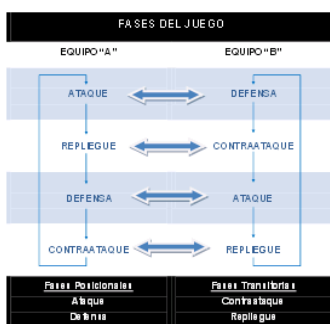 FASES DEL JUEGO
EQUIPO "A" EQUIPO "B"
ATAQUE DEFENSA
REPLIEGUE CONTRAATAQUE
DEFENSA ATAQUE
CONTRAATAQUE REPLIEGUE
Fases Posicionales Fases Transitorias
Ataque Contraataque
Defensa Repliegue